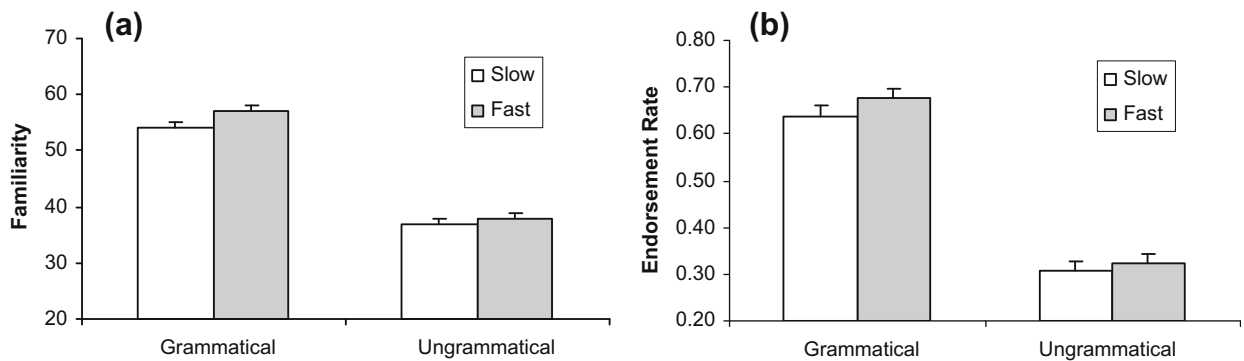 (a)
70
60
50
40
30
20
Familiarity
Slow
Fast
Grammatical
Ungrammatical
(b)
0.80
0.70
0.60
0.50
0.40
0.30
0.20
Endorsement Rate
Slow
Fast
Grammatical
Ungrammatical